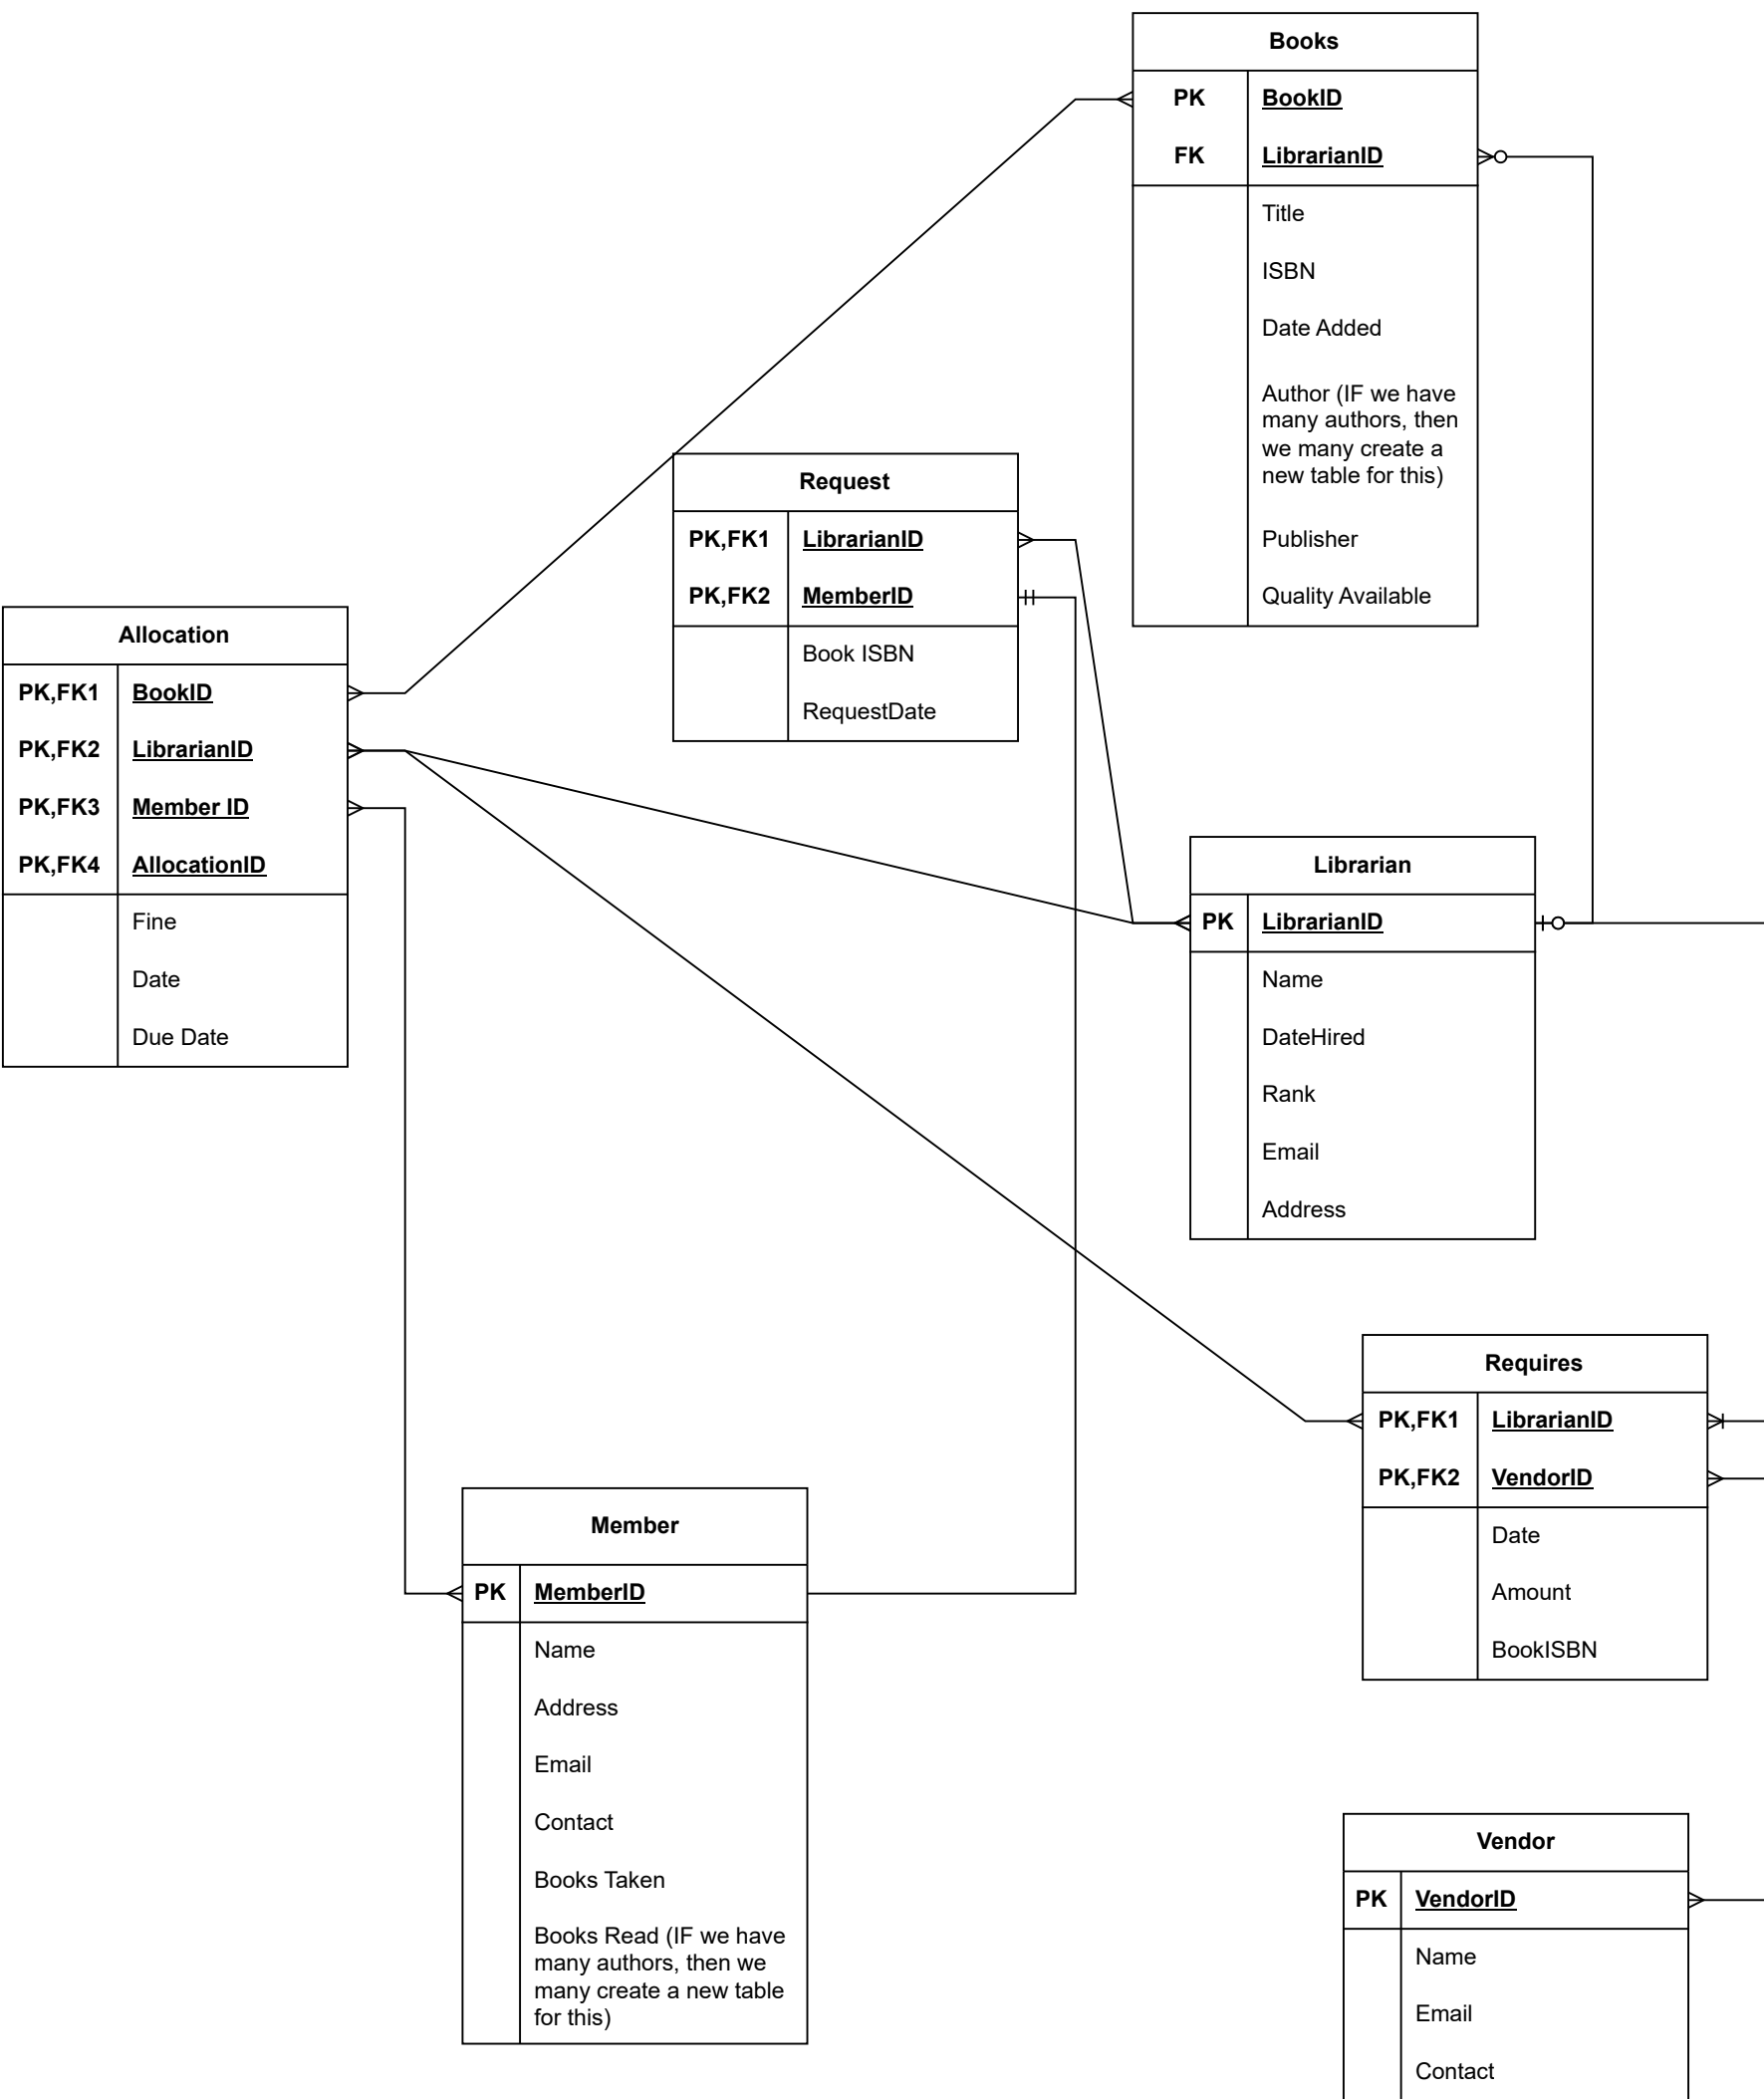 Books
PK BookID
FK LibrarianID
Title
ISBN
Date Added
Author (IF we have
many authors, then
we many create a
new table for this)
Publisher
Quality Available
Request
PK,FK1 LibrarianID
PK,FK2 MemberID
Book ISBN
RequestDate
Allocation
PK,FK1 BookID
PK,FK2 LibrarianID
PK,FK3 Member ID
PK,FK4 AllocationID
Fine
Date
Due Date
Librarian
PK LibrarianID
Name
DateHired
Rank
Email
Address
Requires
PK,FK1 LibrarianID
PK,FK2 VendorID
Date
Amount
BookISBN
Member
PK MemberID
Name
Address
Email
Contact
Books Taken
Books Read (IF we have
many authors, then we
many create a new table
for this)
Vendor
PK VendorID
Name
Email
Contact